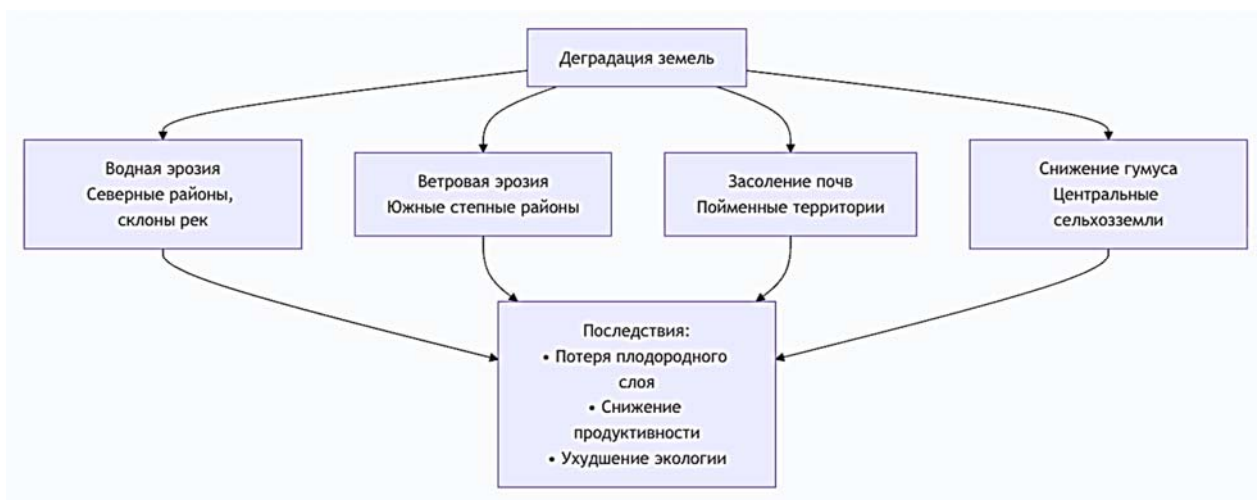 Деградация земель
Водная эрозия
Северные районы,
склоны рек
Ветровая эрозия
Южные степные районы
Засоление почв
Пойменные территории
Снижение гумуса
Центральные
сельхозземли
Последствия:
• Потеря плодородного
слоя
• Снижение
продуктивности
• Ухудшение экологии